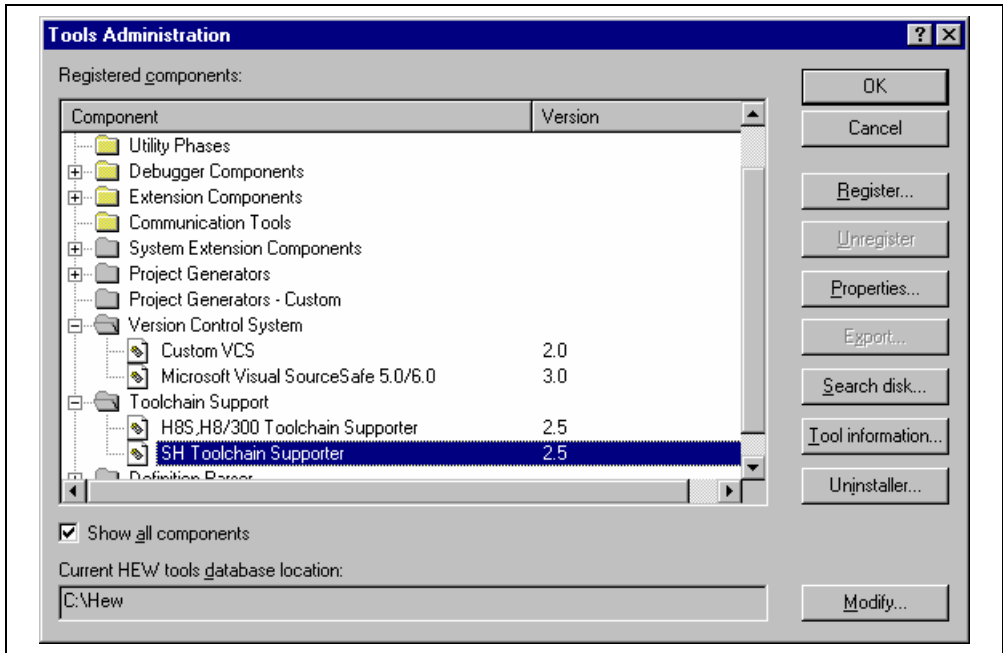 Tools Administration
Registered components:
Component Version
Utility Phases
Debugger Components
Extension Components
Communication Tools
System Extension Components
Project Generators
Project Generators - Custom
Version Control System
Custom VCS 2.0
Microsoft Visual SourceSafe 5.0/6.0 3.0
Toolchain Support
H8S,H8/300 Toolchain Supporter 2.5
SH Toolchain Supporter 2.5
Definition Parser
Show all components
Current HEW tools database location:
C:\Hew
OK
Cancel
Register...
Unregister
Properties...
Export...
Search disk...
Tool information...
Uninstaller...
Modify...